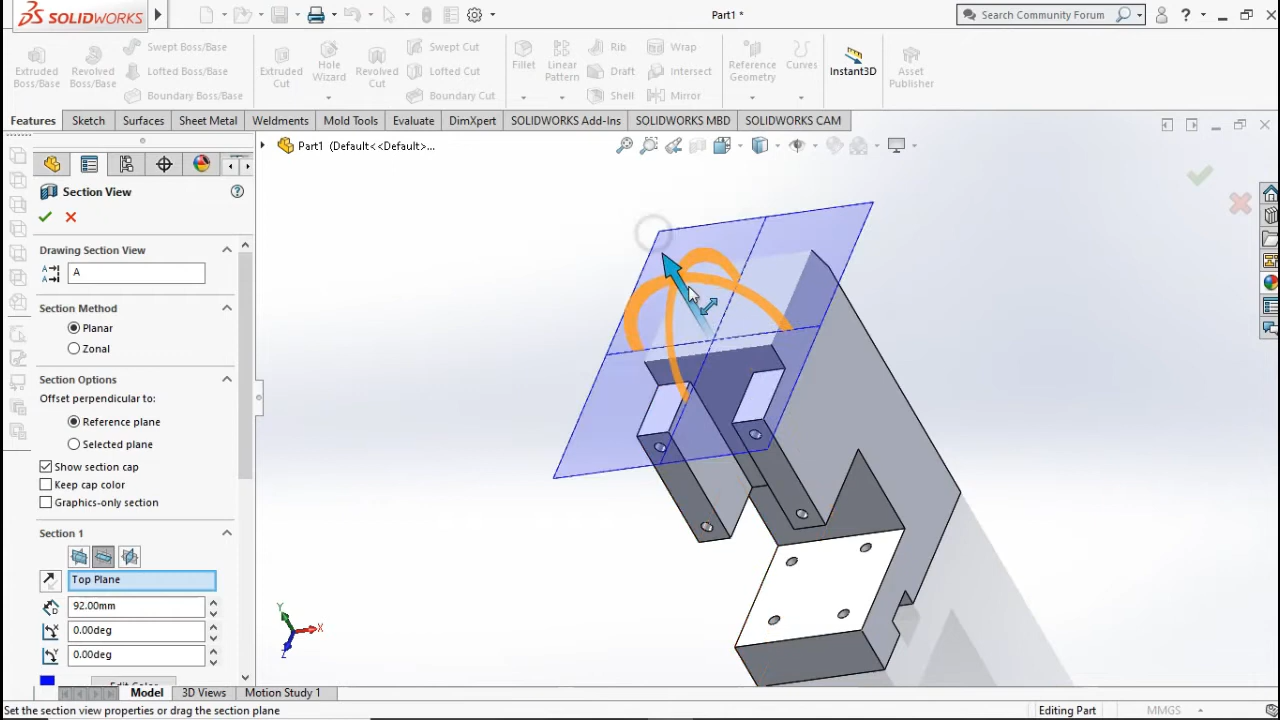 SOLIDWORKS
Part1 *
Search Community Forum
Extruded Boss/Base
Revolved Boss/Base
Swept Boss/Base
Lofted Boss/Base
Boundary Boss/Base
Extruded Cut
Hole Wizard
Revolved Cut
Swept Cut
Lofted Cut
Boundary Cut
Fillet
Linear Pattern
Rib
Draft
Shell
Wrap
Intersect
Mirror
Reference Geometry
Curves
Instant3D
Asset Publisher
Features
Sketch
Surfaces
Sheet Metal
Weldments
Mold Tools
Evaluate
DimXpert
SOLIDWORKS Add-Ins
SOLIDWORKS MBD
SOLIDWORKS CAM
Part1 (Default<<Default>...
Section View
Drawing Section View
A
Section Method
Planar
Zonal
Section Options
Offset perpendicular to:
Reference plane
Selected plane
Show section cap
Keep cap color
Graphics-only section
Section 1
Top Plane
92.00mm
0.00deg
0.00deg
Edit Color
Y
X
Z
Model
3D Views
Motion Study 1
Set the section view properties or drag the section plane
Editing Part
MMGS